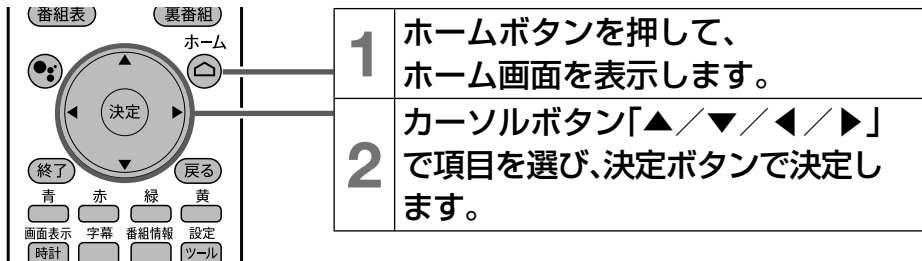 番組表 裏番組
ホーム
決定
終了 戻る
青 赤 緑 黄
画面表示 字幕 番組情報 設定
時計 ツール
1 ホームボタンを押して、
ホーム画面を表示します。
2 カーソルボタン「▲／▼／◀／▶」
で項目を選び、決定ボタンで決定し
ます。